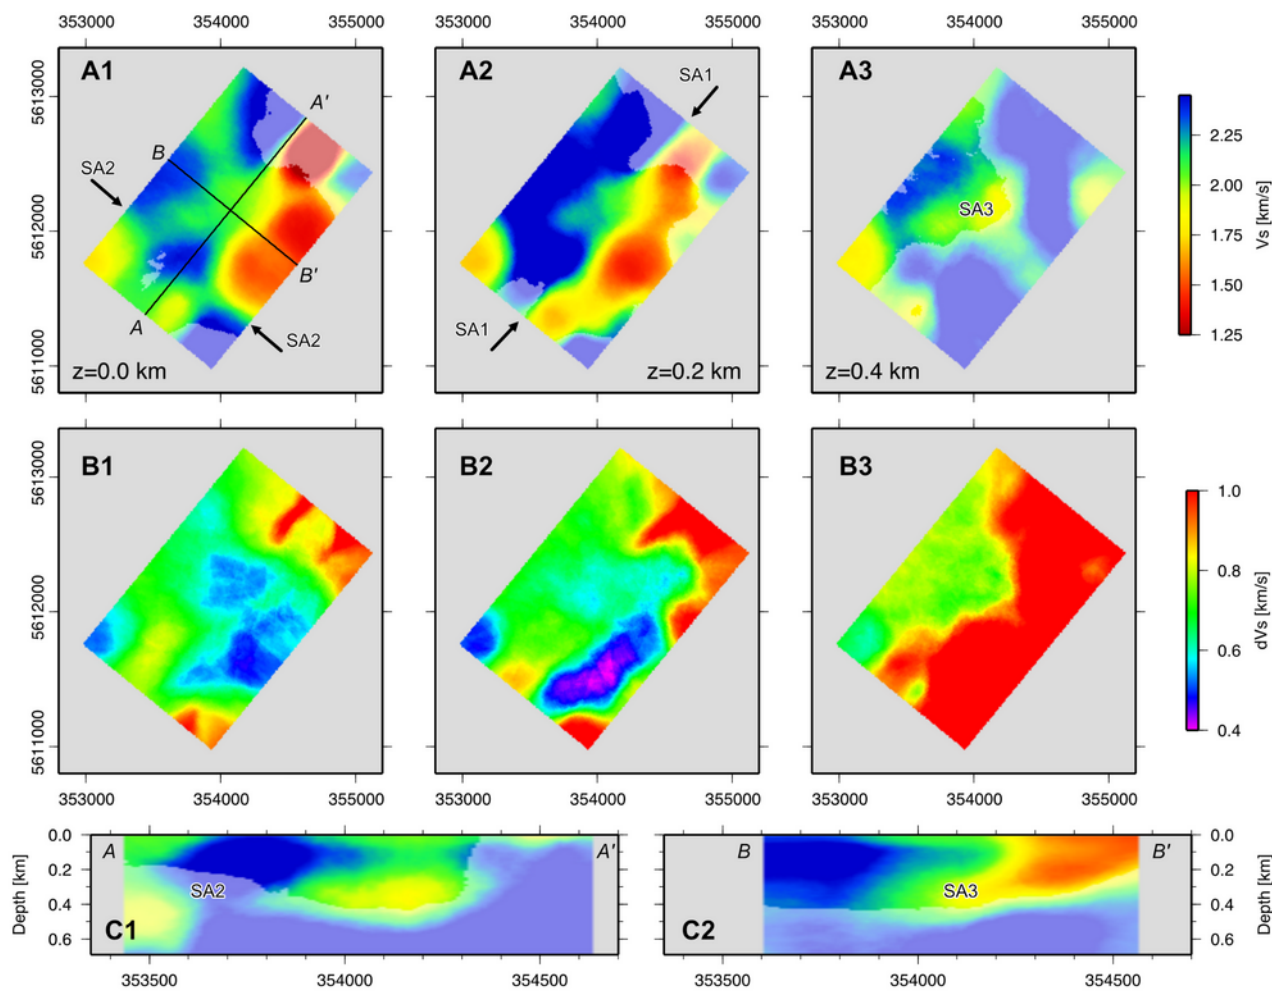 353000 354000 355000 353000 354000 355000 353000 354000 355000
A1 A2 A3
5613000
5612000
5611000
A'
B
SA2
B'
A
SA2
z=0.0 km
SA1
SA1
z=0.2 km
SA3
z=0.4 km
2.25
2.00
1.75
1.50
1.25
Vs [km/s]
B1 B2 B3
5613000
5612000
5611000
1.0
0.8
0.6
0.4
dVs [km/s]
353000 354000 355000 353000 354000 355000 353000 354000 355000
Depth [km]
0.0
0.2
0.4
0.6
A A'
SA2
C1
353500 354000 354500
B B'
SA3
C2
0.0
0.2
0.4
0.6
Depth [km]
353500 354000 354500